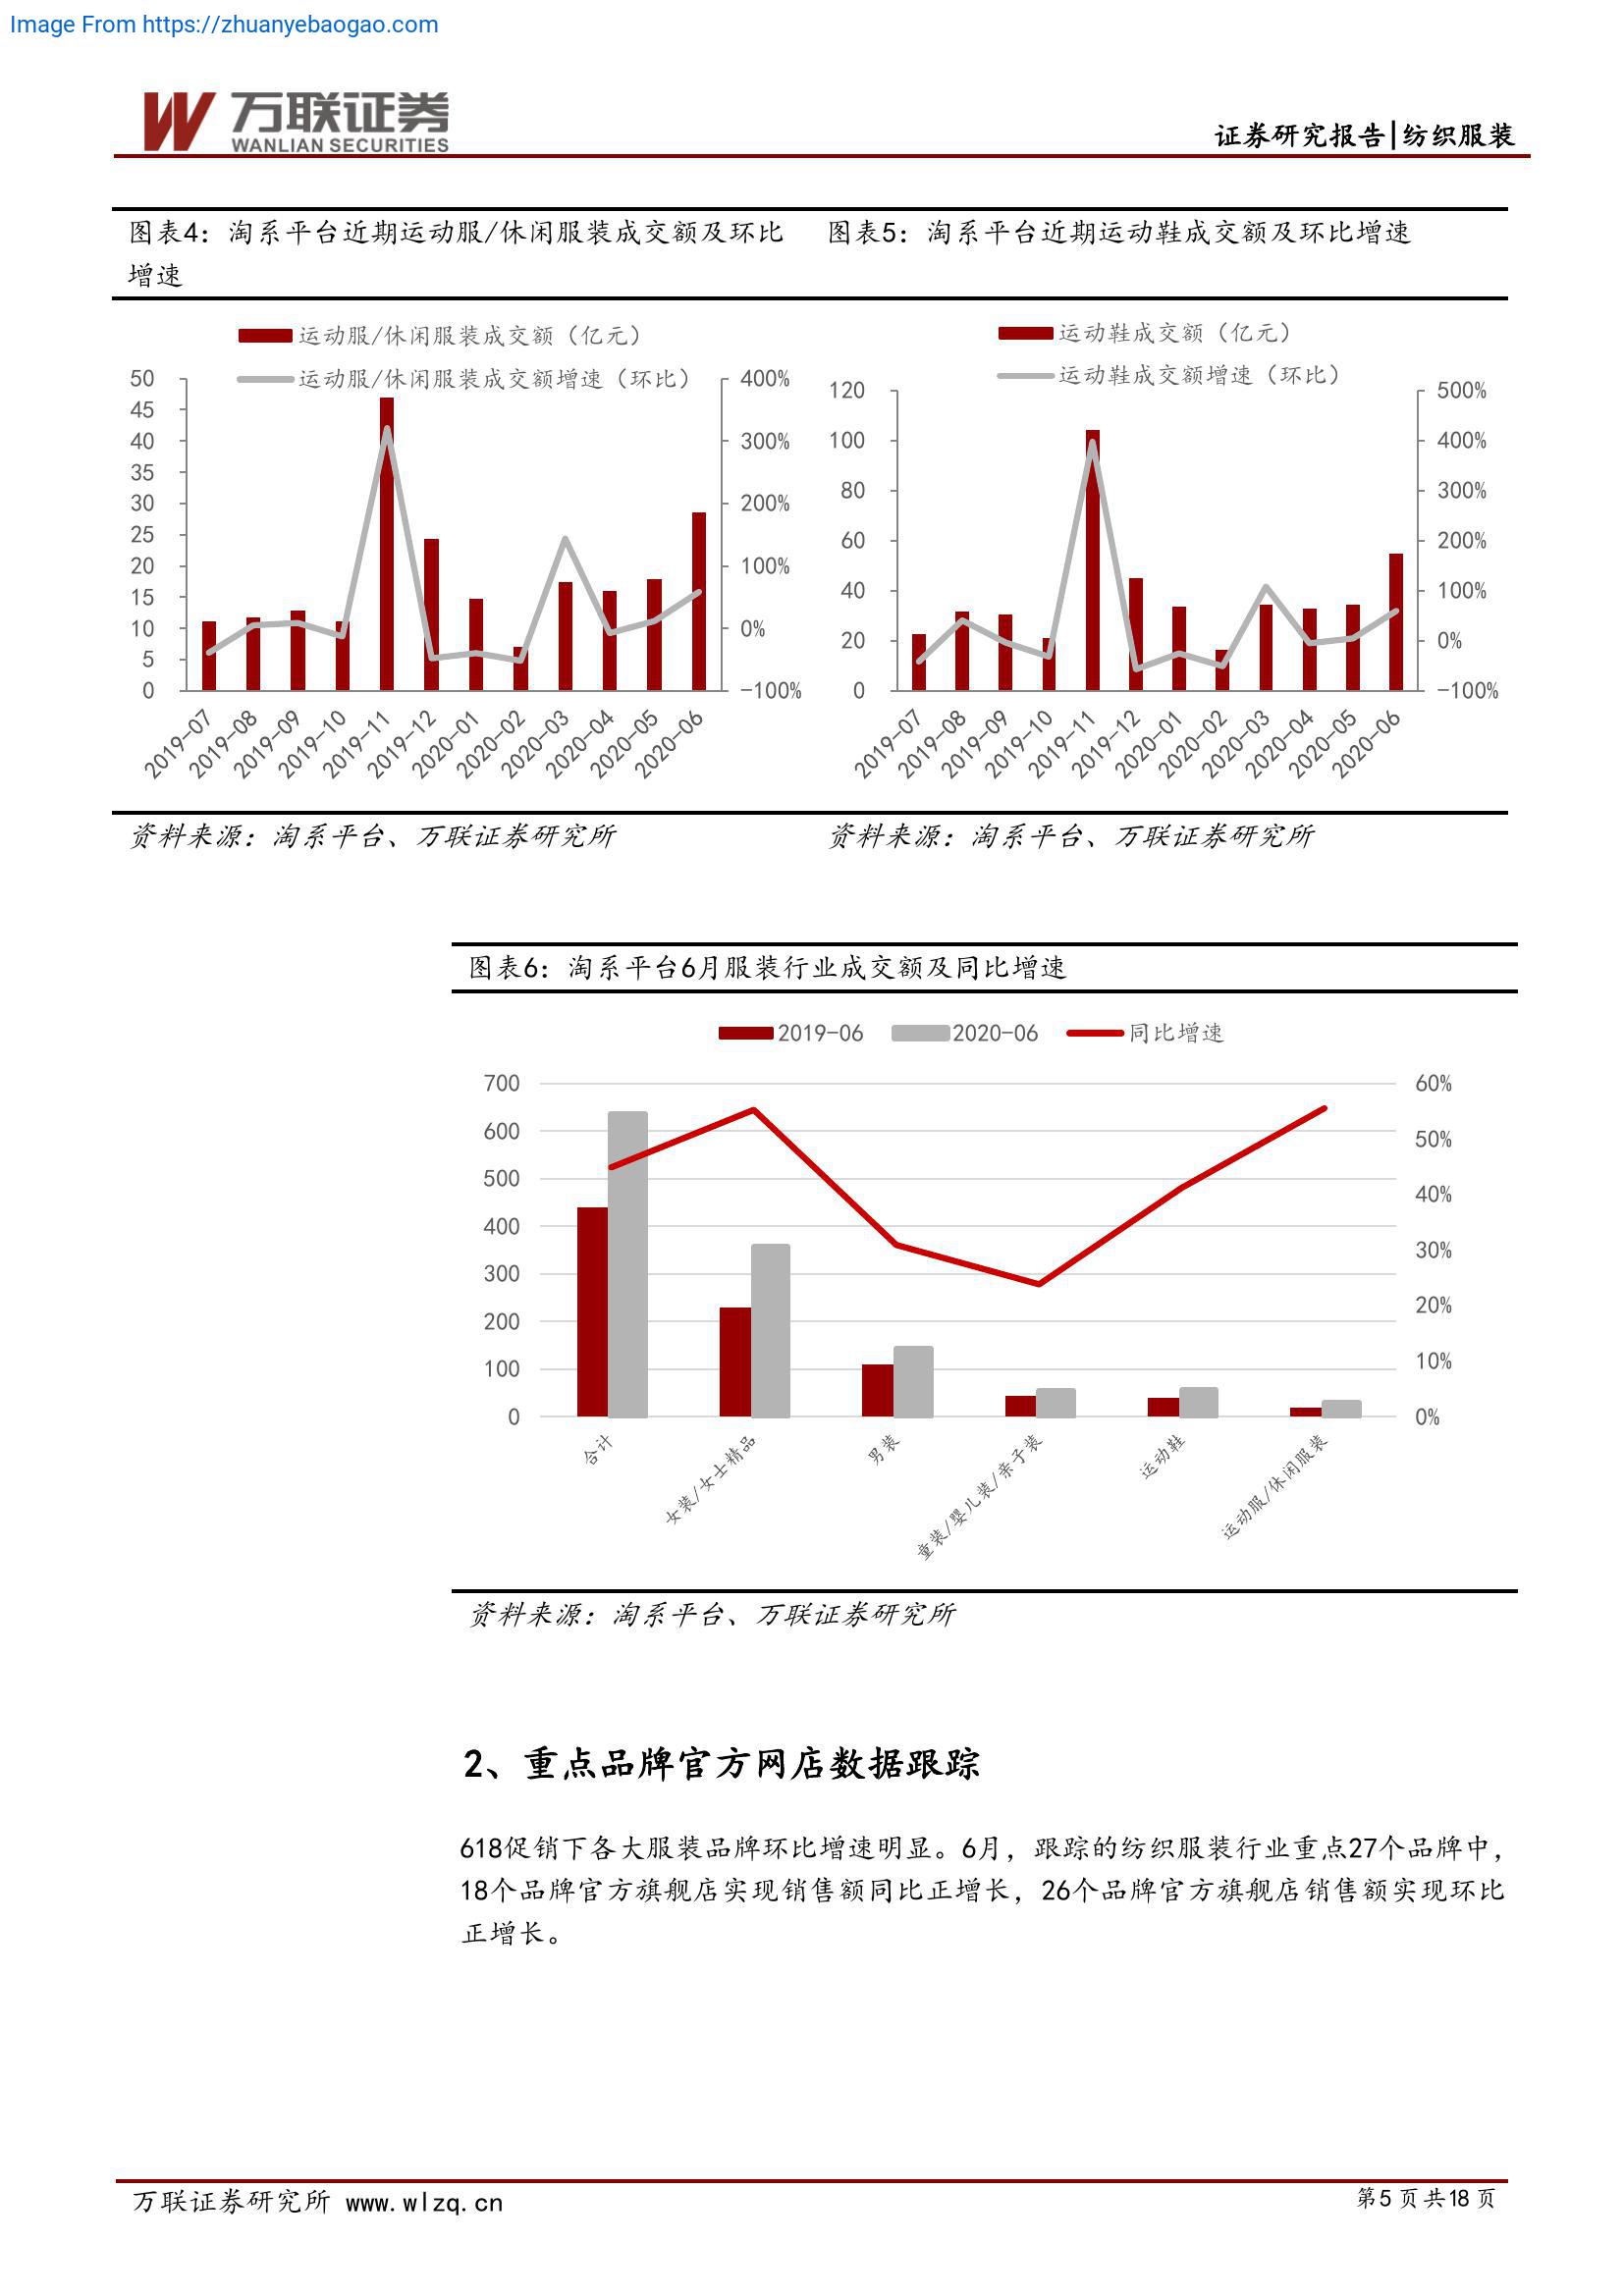 Image From https://zhuanyebaogao.com
万联证券
WANLIAN SECURITIES
证券研究报告|纺织服装
图表4：淘系平台近期运动服/休闲服装成交额及环比
增速
图表5：淘系平台近期运动鞋成交额及环比增速
运动服/休闲服装成交额（亿元）
运动服/休闲服装成交额增速（环比）
50
45
40
35
30
25
20
15
10
5
0
400%
300%
200%
100%
0%
-100%
2019-07
2019-08
2019-09
2019-10
2019-11
2019-12
2020-01
2020-02
2020-03
2020-04
2020-05
2020-06
运动鞋成交额（亿元）
运动鞋成交额增速（环比）
120
100
80
60
40
20
0
500%
400%
300%
200%
100%
0%
-100%
2019-07
2019-08
2019-09
2019-10
2019-11
2019-12
2020-01
2020-02
2020-03
2020-04
2020-05
2020-06
资料来源：淘系平台、万联证券研究所
资料来源：淘系平台、万联证券研究所
图表6：淘系平台6月服装行业成交额及同比增速
2019-06
2020-06
同比增速
700
600
500
400
300
200
100
0
60%
50%
40%
30%
20%
10%
0%
合计
女装/女士精品
男装
童装/婴儿装/亲子装
运动鞋
运动服/休闲服装
资料来源：淘系平台、万联证券研究所
2、重点品牌官方网店数据跟踪
618促销下各大服装品牌环比增速明显。6月，跟踪的纺织服装行业重点27个品牌中，
18个品牌官方旗舰店实现销售额同比正增长，26个品牌官方旗舰店销售额实现环比
正增长。
万联证券研究所 www.wlzq.cn
第5 页 共18 页